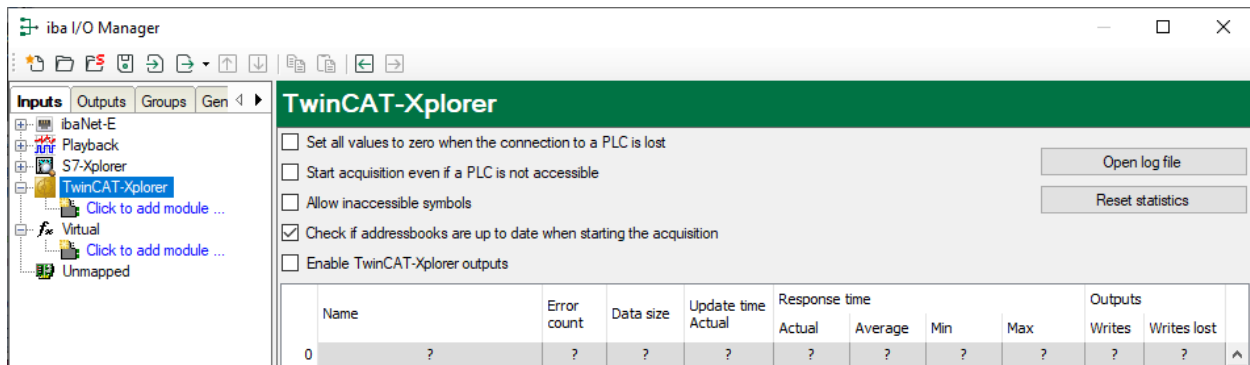 iba I/O Manager
Inputs Outputs Groups Gen
ibaNet-E
Playback
S7-Xplorer
TwinCAT-Xplorer
Click to add module ...
Virtual
Click to add module ...
Unmapped
TwinCAT-Xplorer
Set all values to zero when the connection to a PLC is lost
Start acquisition even if a PLC is not accessible
Allow inaccessible symbols
Check if addressbooks are up to date when starting the acquisition
Enable TwinCAT-Xplorer outputs
Open log file
Reset statistics
Name Error count Data size Update time Actual Response time Outputs
Actual Average Min Max Writes Writes lost
0 ? ? ? ? ? ? ? ? ? ?